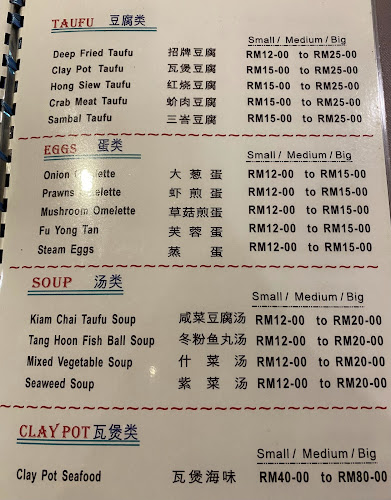 TAUFU 豆腐类
Small / Medium / Big
Deep Fried Taufu 招牌豆腐 RM12-00 to RM25-00
Clay Pot Taufu 瓦煲豆腐 RM15-00 to RM25-00
Hong Siew Taufu 红烧豆腐 RM15-00 to RM25-00
Crab Meat Taufu 蚧肉豆腐 RM15-00 to RM25-00
Sambal Taufu 三峇豆腐 RM15-00 to RM25-00
EGGS 蛋类
Small / Medium / Big
Onion Omelette 大葱蛋 RM12-00 to RM15-00
Prawns Omelette 虾煎蛋 RM12-00 to RM15-00
Mushroom Omelette 草菇煎蛋 RM12-00 to RM15-00
Fu Yong Tan 芙蓉蛋 RM12-00 to RM15-00
Steam Eggs 蒸蛋 RM12-00 to RM15-00
SOUP 汤类
Small / Medium / Big
Kiam Chai Taufu Soup 咸菜豆腐汤 RM12-00 to RM20-00
Tang Hoon Fish Ball Soup 冬粉鱼丸汤 RM12-00 to RM20-00
Mixed Vegetable Soup 什菜汤 RM12-00 to RM20-00
Seaweed Soup 紫菜汤 RM12-00 to RM20-00
CLAY POT 瓦煲类
Small / Medium / Big
Clay Pot Seafood 瓦煲海味 RM40-00 to RM80-00